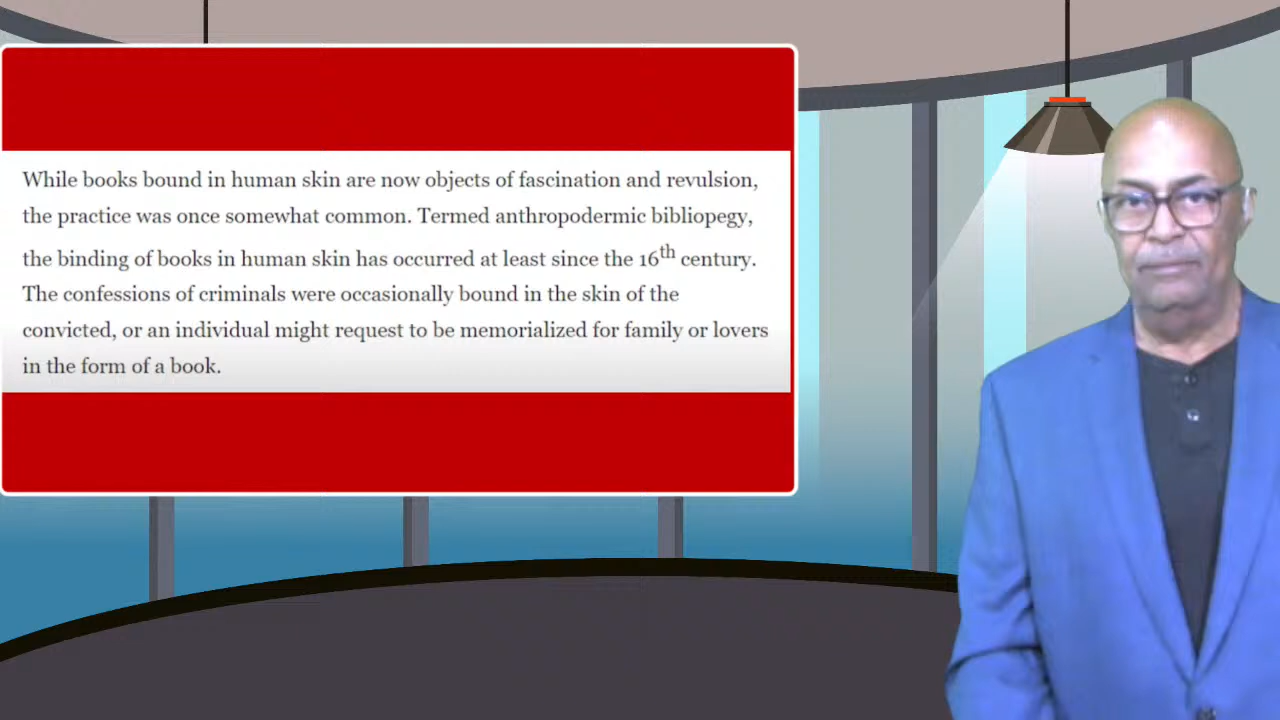 While books bound in human skin are now objects of fascination and revulsion,
the practice was once somewhat common. Termed anthropodermic bibliopegy,
the binding of books in human skin has occurred at least since the 16th century.
The confessions of criminals were occasionally bound in the skin of the
convicted, or an individual might request to be memorialized for family or lovers
in the form of a book.